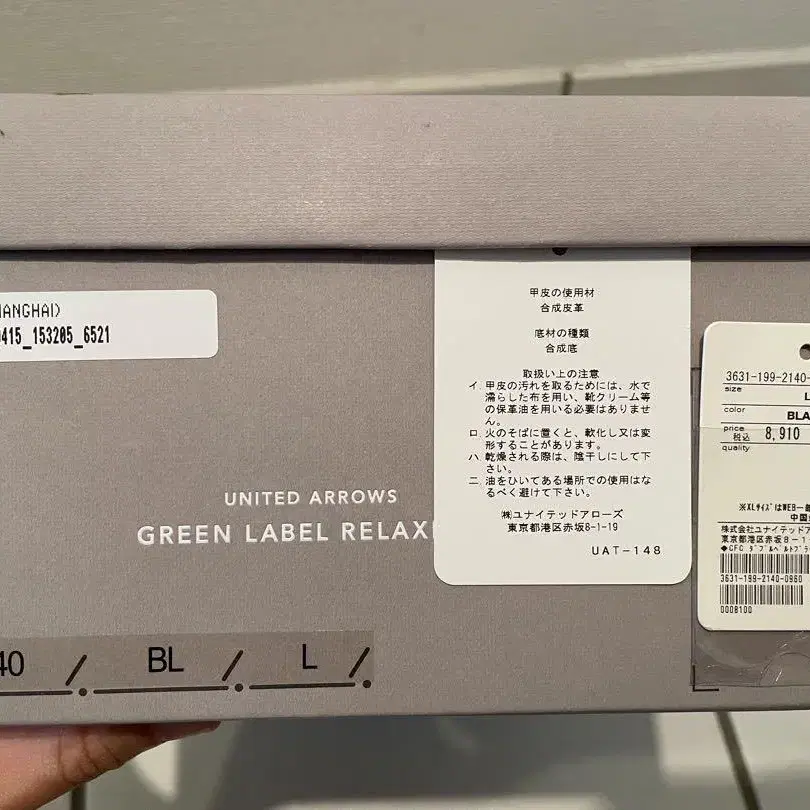 IANGHAI)
0415_153205_6521
UNITED ARROWS
GREEN LABEL RELAX
40 BL L
甲皮の使用材
合成皮革
底材の種類
合成底
取扱い上の注意
イ. 甲皮の汚れを取るためには、水で
濡らした布を用い、靴クリーム等
の保革油を用いる必要はありませ
ん。
ロ. 火のそばに置くと、軟化し又は変
形することがあります。
ハ. 乾燥される際は、陰干しにして下
さい。
ニ. 油をひいてある場所での使用はな
るべく避けて下さい。
㈱ユナイテッドアローズ
東京都港区赤坂8-1-19
UAT-148
3631-199-2140-
size
L
color
BLA
price
税込 8,910
quality
※XLサイズはWEB一
中国
株式会社ユナイテッドア
東京都港区赤坂8-1-
◆CFC ダブルベルトプラ
3631-199-2140-0960
0008100